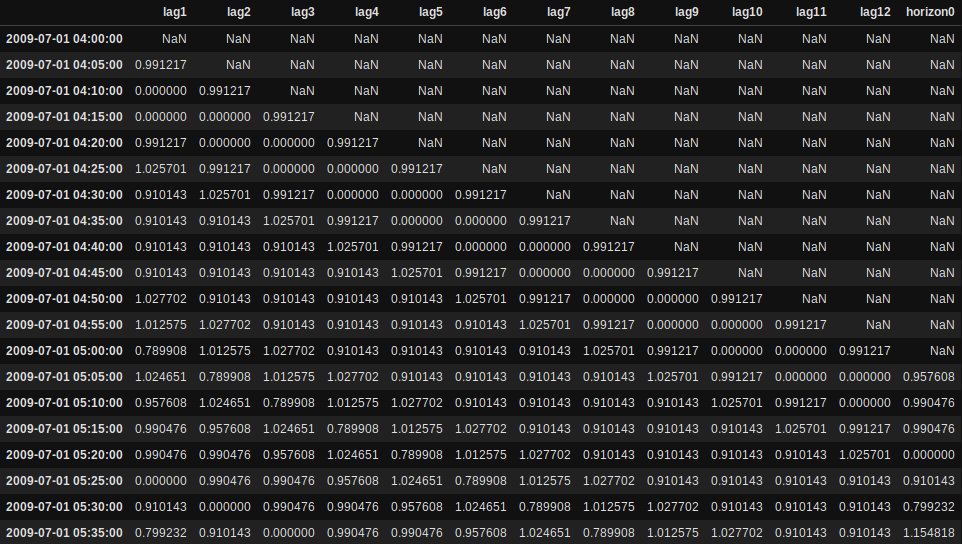 lag1 lag2 lag3 lag4 lag5 lag6 lag7 lag8 lag9 lag10 lag11 lag12 horizon0
2009-07-01 04:00:00 NaN NaN NaN NaN NaN NaN NaN NaN NaN NaN NaN NaN NaN
2009-07-01 04:05:00 0.991217 NaN NaN NaN NaN NaN NaN NaN NaN NaN NaN NaN NaN
2009-07-01 04:10:00 0.000000 0.991217 NaN NaN NaN NaN NaN NaN NaN NaN NaN NaN NaN
2009-07-01 04:15:00 0.000000 0.000000 0.991217 NaN NaN NaN NaN NaN NaN NaN NaN NaN NaN
2009-07-01 04:20:00 0.991217 0.000000 0.000000 0.991217 NaN NaN NaN NaN NaN NaN NaN NaN NaN
2009-07-01 04:25:00 1.025701 0.991217 0.000000 0.000000 0.991217 NaN NaN NaN NaN NaN NaN NaN NaN
2009-07-01 04:30:00 0.910143 1.025701 0.991217 0.000000 0.000000 0.991217 NaN NaN NaN NaN NaN NaN NaN
2009-07-01 04:35:00 0.910143 0.910143 1.025701 0.991217 0.000000 0.000000 0.991217 NaN NaN NaN NaN NaN NaN
2009-07-01 04:40:00 0.910143 0.910143 0.910143 1.025701 0.991217 0.000000 0.000000 0.991217 NaN NaN NaN NaN NaN
2009-07-01 04:45:00 0.910143 0.910143 0.910143 0.910143 1.025701 0.991217 0.000000 0.000000 0.991217 NaN NaN NaN NaN
2009-07-01 04:50:00 1.027702 0.910143 0.910143 0.910143 0.910143 1.025701 0.991217 0.000000 0.000000 0.991217 NaN NaN NaN
2009-07-01 04:55:00 1.012575 1.027702 0.910143 0.910143 0.910143 0.910143 1.025701 0.991217 0.000000 0.000000 0.991217 NaN NaN
2009-07-01 05:00:00 0.789908 1.012575 1.027702 0.910143 0.910143 0.910143 0.910143 1.025701 0.991217 0.000000 0.000000 0.991217 NaN
2009-07-01 05:05:00 1.024651 0.789908 1.012575 1.027702 0.910143 0.910143 0.910143 0.910143 1.025701 0.991217 0.000000 0.000000 0.957608
2009-07-01 05:10:00 0.957608 1.024651 0.789908 1.012575 1.027702 0.910143 0.910143 0.910143 0.910143 1.025701 0.991217 0.000000 0.990476
2009-07-01 05:15:00 0.990476 0.957608 1.024651 0.789908 1.012575 1.027702 0.910143 0.910143 0.910143 0.910143 1.025701 0.991217 0.990476
2009-07-01 05:20:00 0.990476 0.990476 0.957608 1.024651 0.789908 1.012575 1.027702 0.910143 0.910143 0.910143 0.910143 1.025701 0.000000
2009-07-01 05:25:00 0.000000 0.990476 0.990476 0.957608 1.024651 0.789908 1.012575 1.027702 0.910143 0.910143 0.910143 0.910143 0.910143
2009-07-01 05:30:00 0.910143 0.000000 0.990476 0.990476 0.957608 1.024651 0.789908 1.012575 1.027702 0.910143 0.910143 0.910143 0.799232
2009-07-01 05:35:00 0.799232 0.910143 0.000000 0.990476 0.990476 0.957608 1.024651 0.789908 1.012575 1.027702 0.910143 0.910143 1.154818